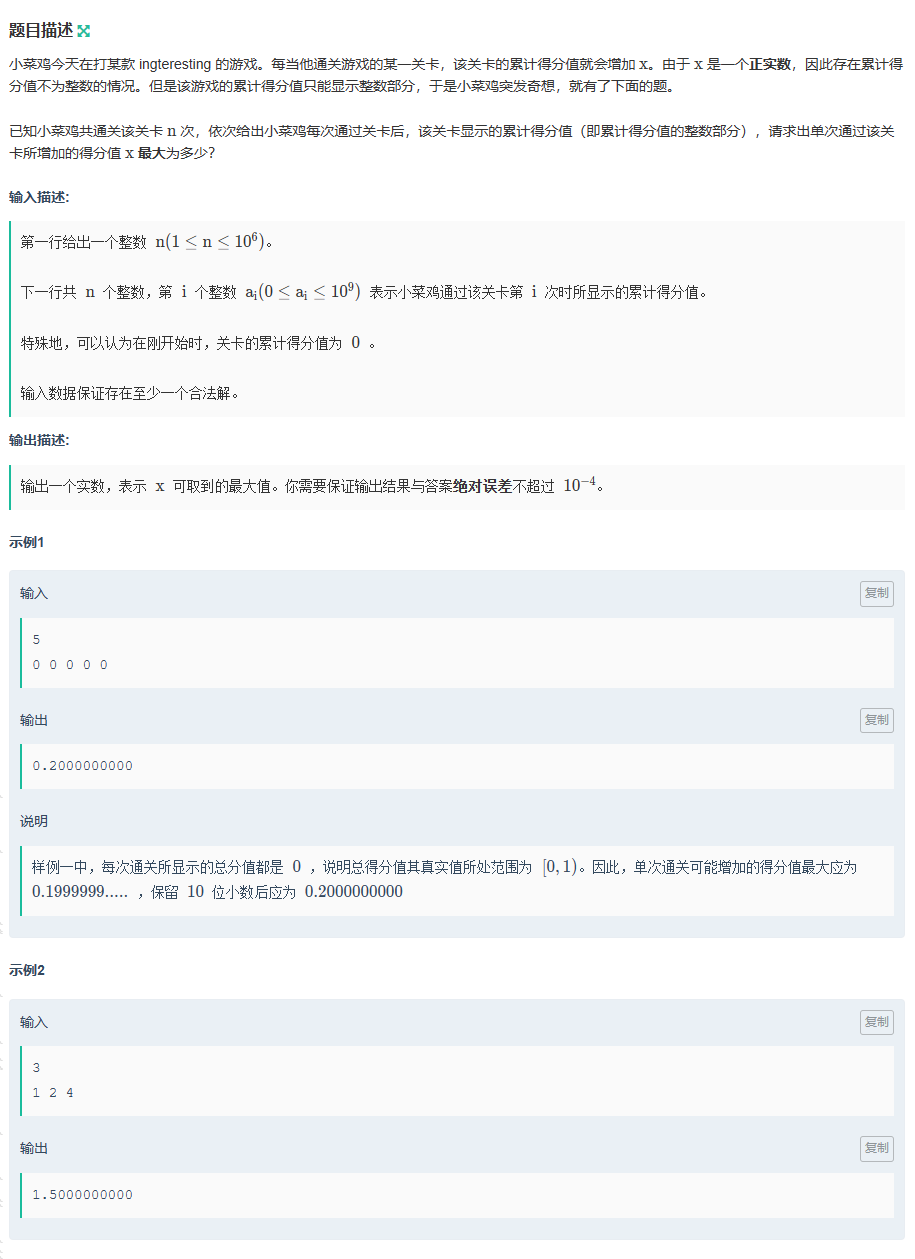 题目描述
小菜鸡今天在打某款 ingteresting 的游戏。每当他通关游戏的某一关卡，该关卡的累计得分值就会增加 x。由于 x 是一个正实数，因此存在累计得
分值不为整数的情况。但是该游戏的累计得分值只能显示整数部分，于是小菜鸡突发奇想，就有了下面的题。
已知小菜鸡共通关该关卡 n 次，依次给出小菜鸡每次通过关卡后，该关卡显示的累计得分值（即累计得分值的整数部分），请求出单次通过该关
卡所增加的得分值 x 最大为多少？
输入描述:
第一行给出一个整数 n(1 ≤ n ≤ 10⁶)。
下一行共 n 个整数，第 i 个整数 aᵢ(0 ≤ aᵢ ≤ 10⁹) 表示小菜鸡通过该关卡第 i 次时所显示的累计得分值。
特殊地，可以认为在刚开始时，关卡的累计得分值为 0 。
输入数据保证存在至少一个合法解。
输出描述:
输出一个实数，表示 x 可取到的最大值。你需要保证输出结果与答案绝对误差不超过 10⁻⁴。
示例1
输入
复制
5
0 0 0 0 0
输出
复制
0.2000000000
说明
样例一中，每次通关所显示的总分值都是 0 ，说明总得分值其真实值所处范围为 [0, 1)。因此，单次通关可能增加的得分值最大应为
0.1999999..... ，保留 10 位小数后应为 0.2000000000
示例2
输入
复制
3
1 2 4
输出
复制
1.5000000000